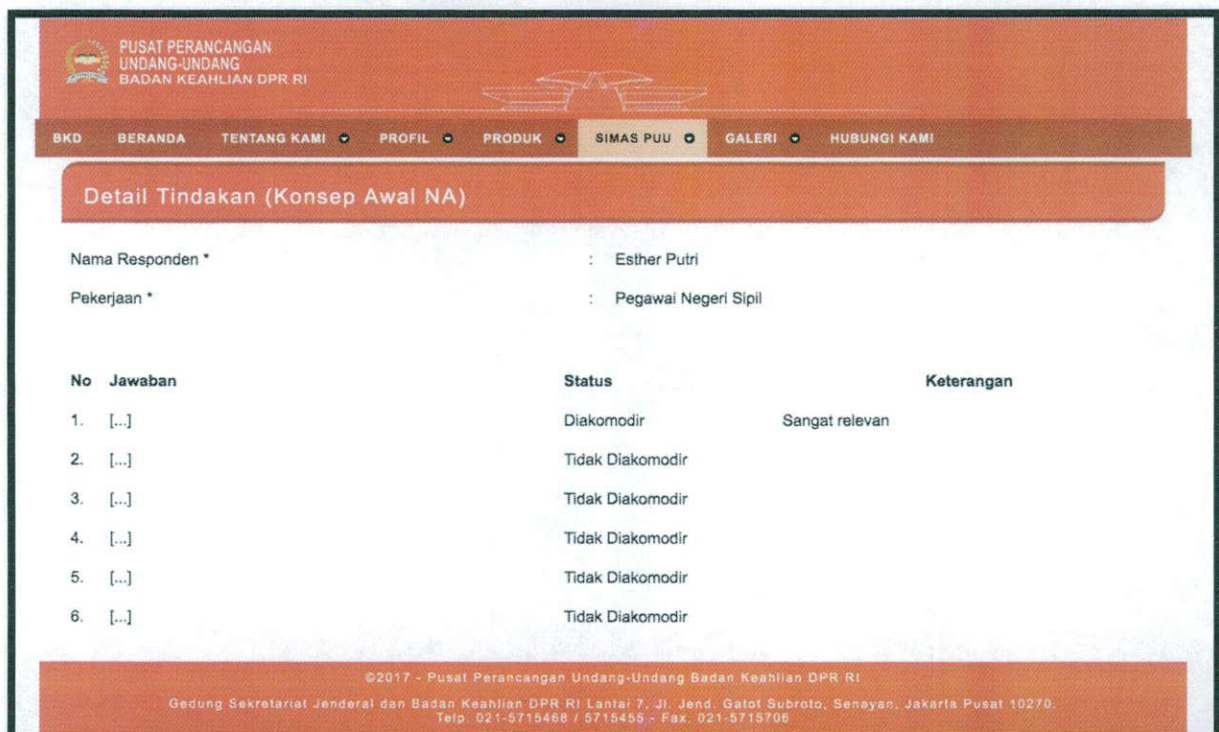 PUSAT PERANCANGAN
UNDANG-UNDANG
BADAN KEAHLIAN DPR RI
BKD BERANDA TENTANG KAMI PROFIL PRODUK SIMAS PUU GALERI HUBUNGI KAMI
Detail Tindakan (Konsep Awal NA)
Nama Responden * : Esther Putri
Pekerjaan * : Pegawai Negeri Sipil
No Jawaban Status Keterangan
1. [...] Diakomodir Sangat relevan
2. [...] Tidak Diakomodir
3. [...] Tidak Diakomodir
4. [...] Tidak Diakomodir
5. [...] Tidak Diakomodir
6. [...] Tidak Diakomodir
©2017 - Pusat Perancangan Undang-Undang Badan Keahlian DPR RI
Gedung Sekretariat Jenderal dan Badan Keahlian DPR RI Lantai 7, Jl. Jend. Gatot Subroto, Senayan, Jakarta Pusat 10270.
Telp. 021-5715468 / 5715455 - Fax. 021-5715706